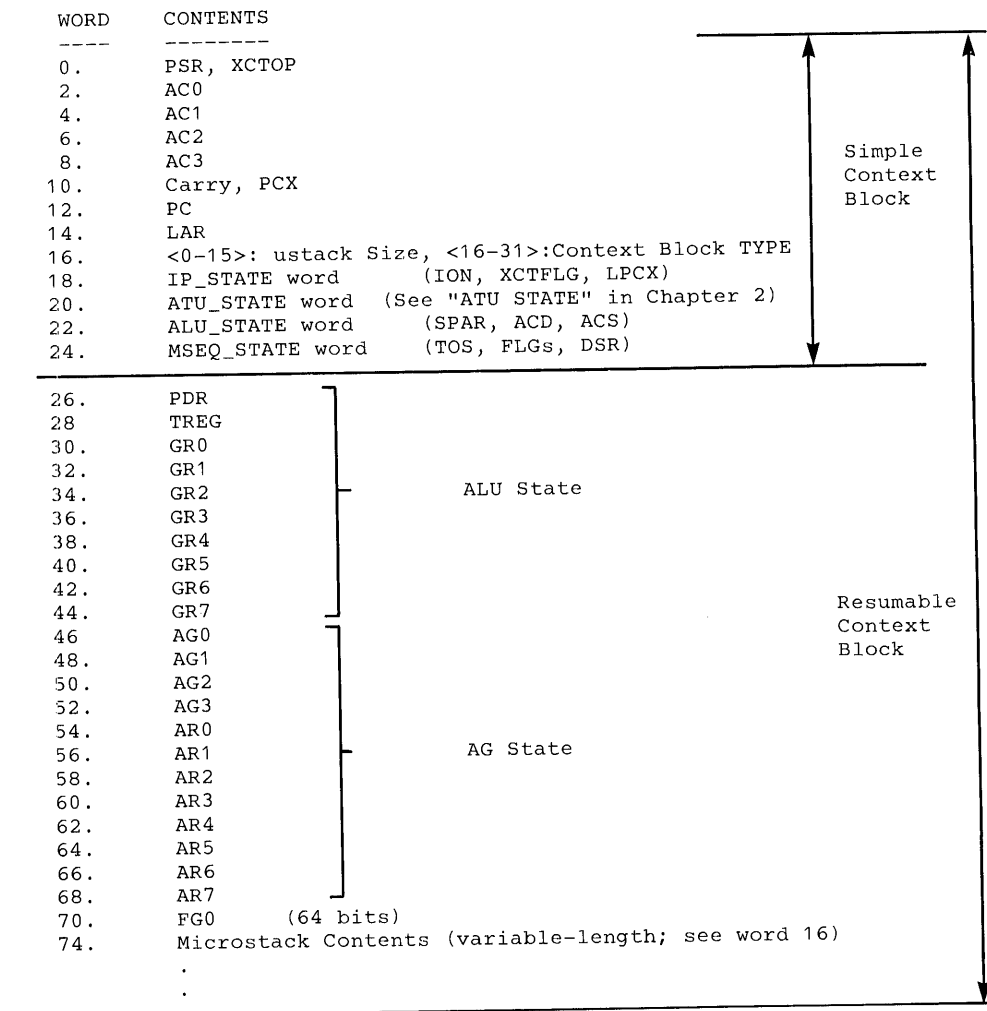 WORD CONTENTS
---- --------
0. PSR, XCTOP
2. AC0
4. AC1
6. AC2
8. AC3
Simple
Context
Block
10. Carry, PCX
12. PC
14. LAR
16. <0-15>: ustack Size, <16-31>:Context Block TYPE
18. IP_STATE word (ION, XCTFLG, LPCX)
20. ATU_STATE word (See "ATU STATE" in Chapter 2)
22. ALU_STATE word (SPAR, ACD, ACS)
24. MSEQ_STATE word (TOS, FLGs, DSR)
26. PDR
28 TREG
30. GR0
32. GR1
34. GR2
ALU State
36. GR3
38. GR4
40. GR5
42. GR6
44. GR7
Resumable
Context
Block
46 AG0
48. AG1
50. AG2
52. AG3
54. AR0
56. AR1
AG State
58. AR2
60. AR3
62. AR4
64. AR5
66. AR6
68. AR7
70. FG0 (64 bits)
74. Microstack Contents (variable-length; see word 16)
.
.